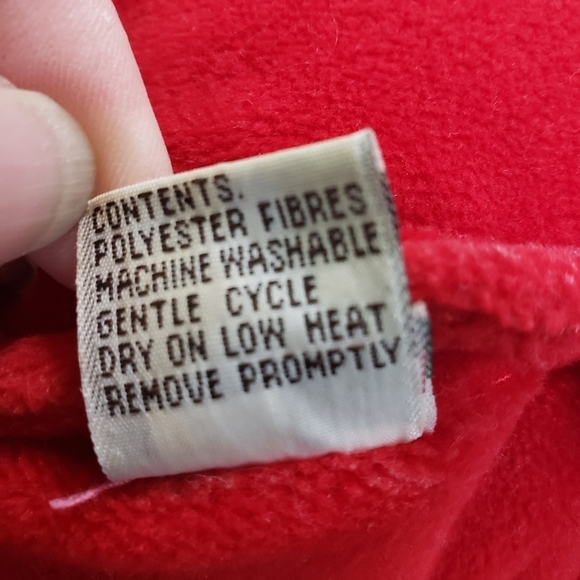 CONTENTS:
POLYESTER FIBRES
MACHINE WASHABLE
GENTLE CYCLE
DRY ON LOW HEAT
REMOVE PROMPTLY